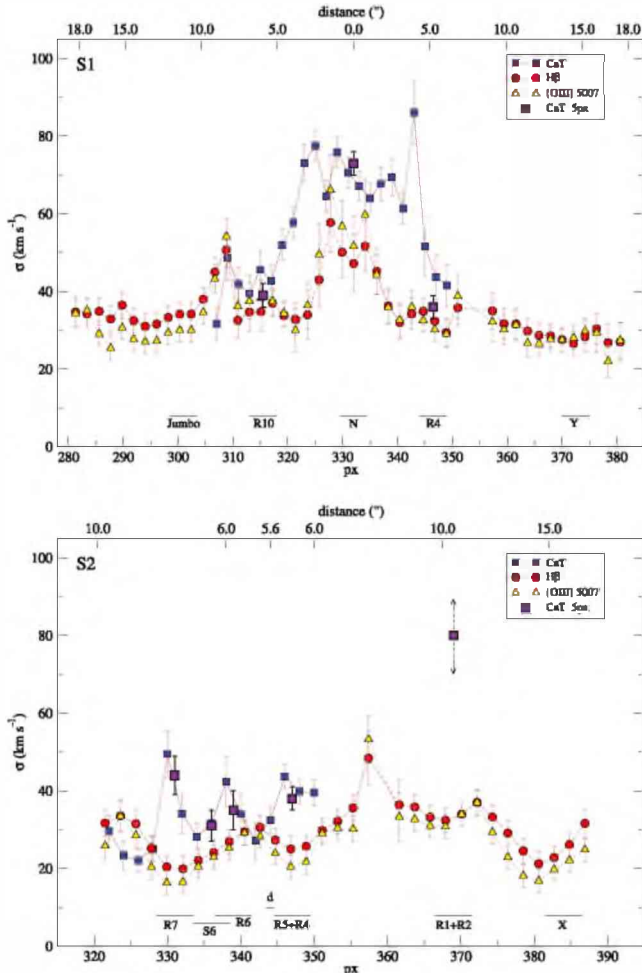 distance (")
18.0 15.0 10.0 5.0 0.0 5.0 10.0 15.0 18.0
S1
CaT
Hβ
[OIII] 5007
CaT 5px
100
80
60
40
20
0
σ (km s⁻¹)
Jumbo R10 N R4 Y
280 290 300 310 320 330 340 350 360 370 380
px
distance (")
10.0 6.0 5.6 6.0 10.0 15.0
S2
CaT
Hβ
[OIII] 5007
CaT 5px
100
80
60
40
20
0
σ (km s⁻¹)
d
R7 S6 R6 R5+R4 R1+R2 X
320 330 340 350 360 370 380 390
px